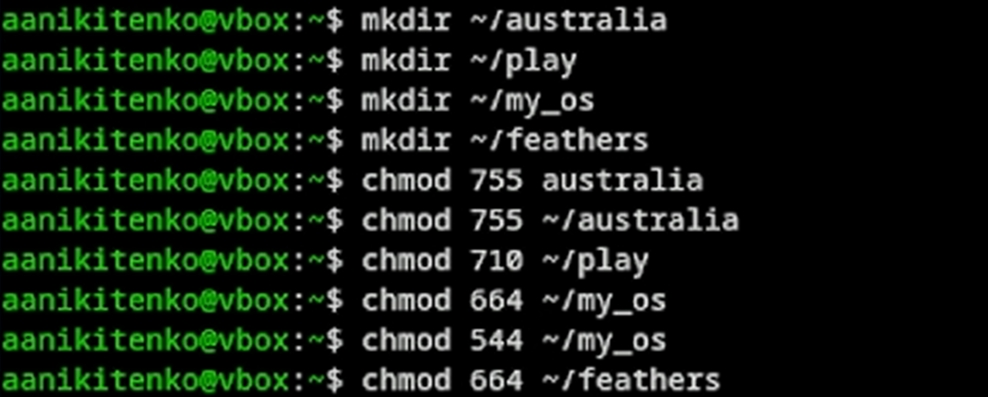 aanikitenko@vbox:~$ mkdir ~/australia
aanikitenko@vbox:~$ mkdir ~/play
aanikitenko@vbox:~$ mkdir ~/my_os
aanikitenko@vbox:~$ mkdir ~/feathers
aanikitenko@vbox:~$ chmod 755 australia
aanikitenko@vbox:~$ chmod 755 ~/australia
aanikitenko@vbox:~$ chmod 710 ~/play
aanikitenko@vbox:~$ chmod 664 ~/my_os
aanikitenko@vbox:~$ chmod 544 ~/my_os
aanikitenko@vbox:~$ chmod 664 ~/feathers